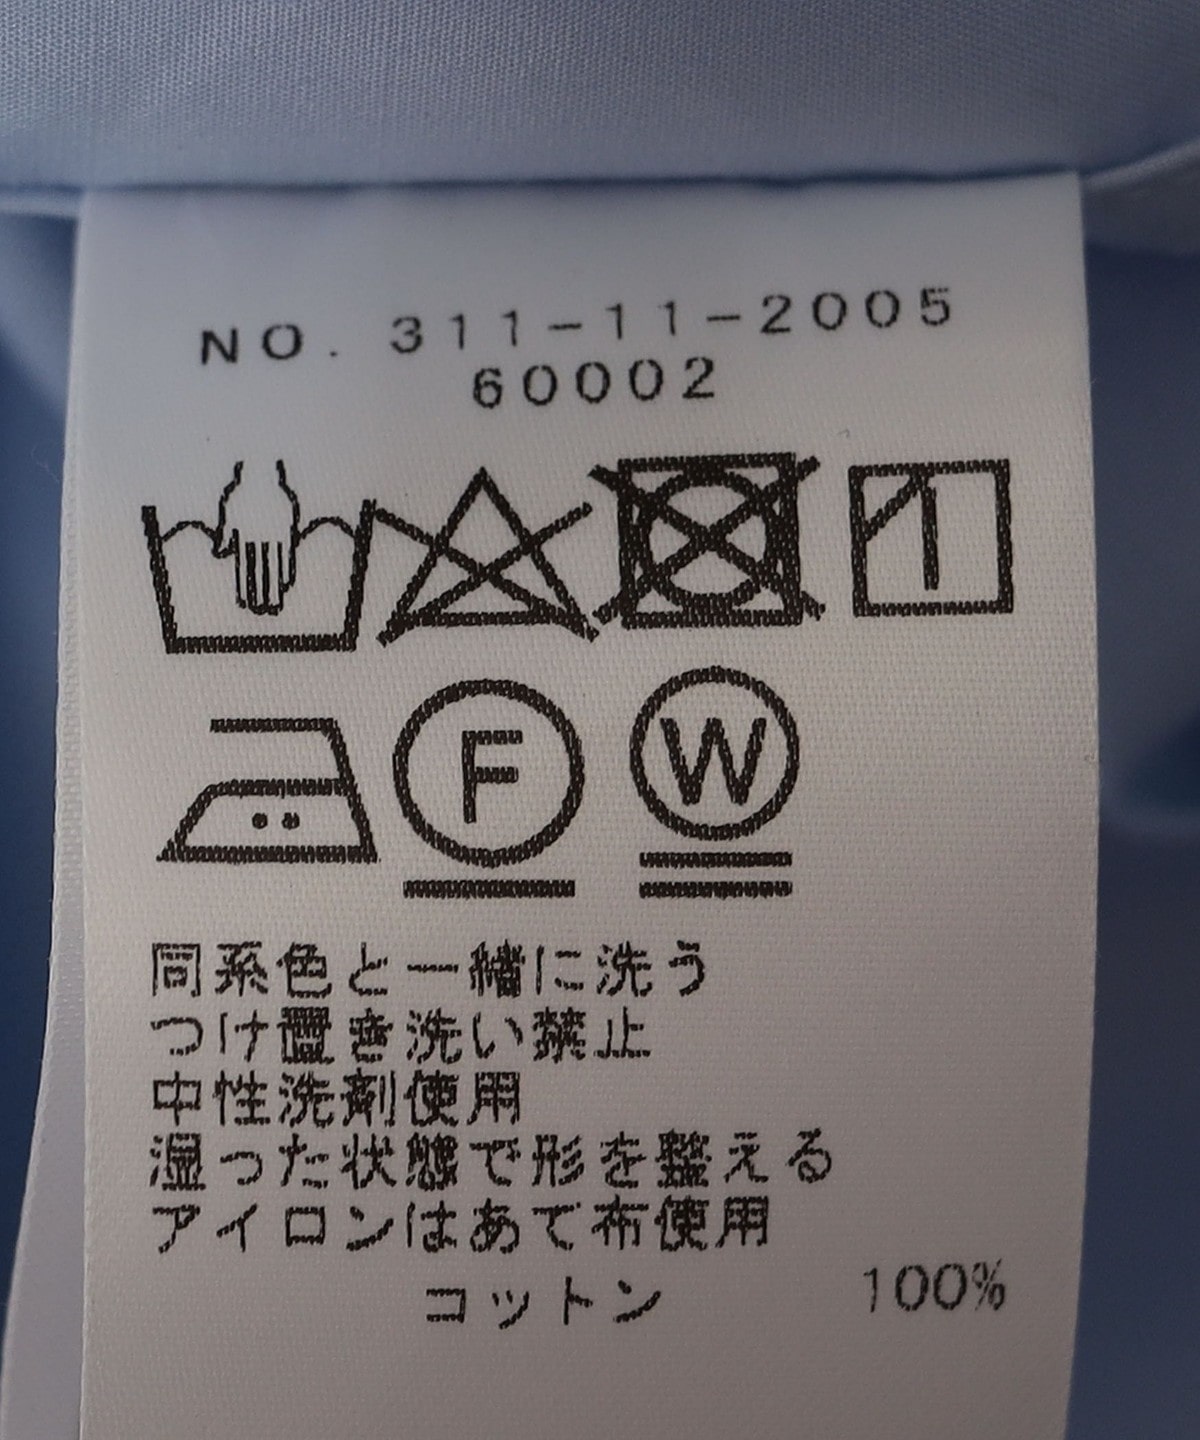 NO. 311-11-2005
60002
F
W
同系色と一緒に洗う
つけ置き洗い禁止
中性洗剤使用
湿った状態で形を整える
アイロンはあて布使用
コットン 100%